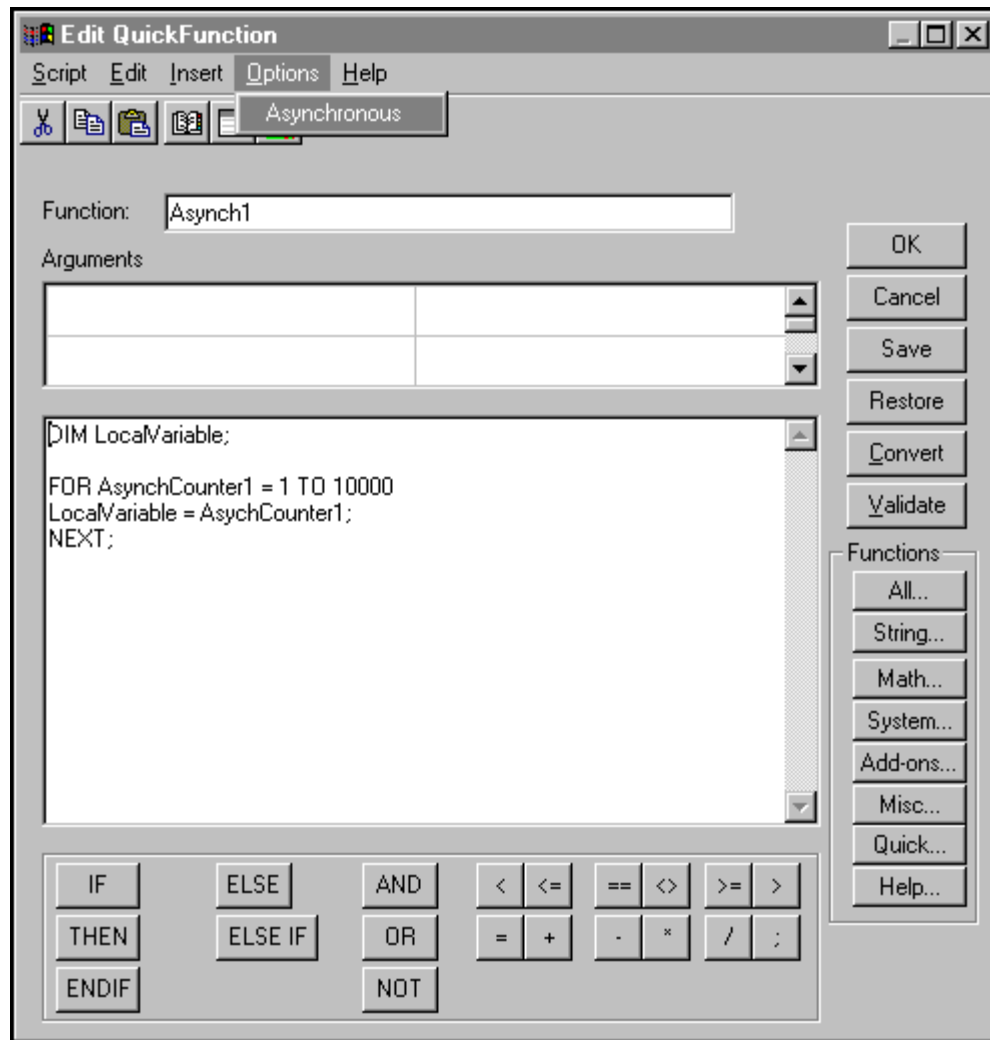 Edit QuickFunction
Script Edit Insert Options Help
Asynchronous
Function: Asynch1
Arguments
OK
Cancel
Save
Restore
Convert
Validate
DIM LocalVariable;
FOR AsynchCounter1 = 1 TO 10000
LocalVariable = AsychCounter1;
NEXT;
Functions
All...
String...
Math...
System...
Add-ons...
Misc...
Quick...
Help...
IF ELSE AND < <= == <> >= >
THEN ELSE IF OR = + - * / ;
ENDIF NOT